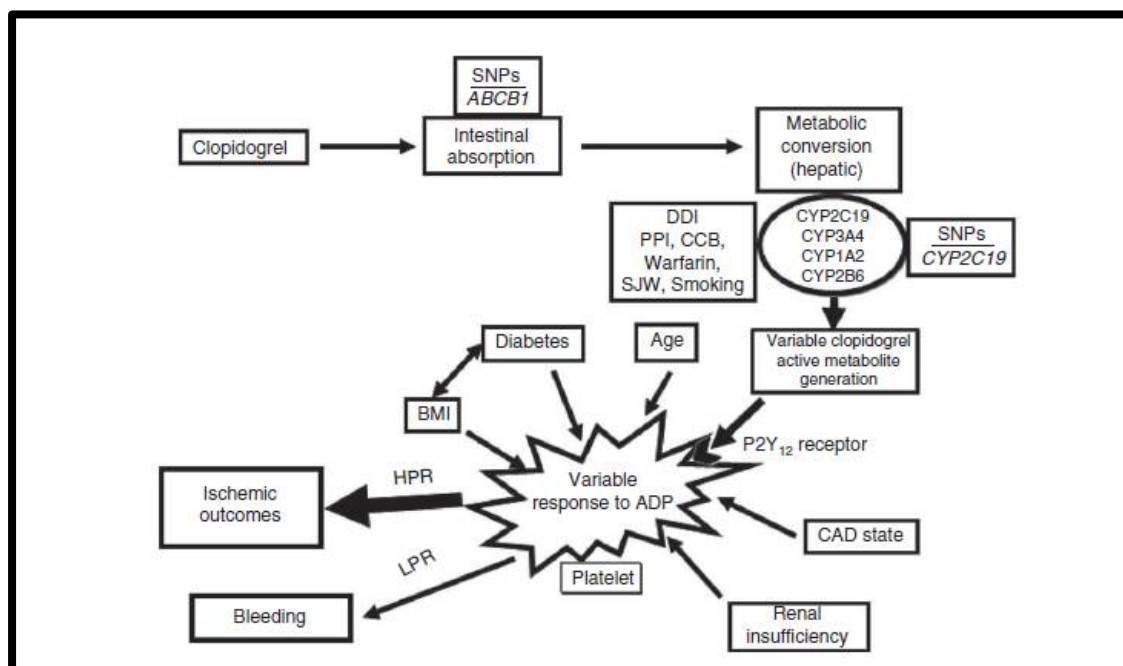 SNPs
ABCB1
Clopidogrel
Intestinal
absorption
Metabolic
conversion
(hepatic)
DDI
PPI, CCB,
Warfarin,
SJW, Smoking
CYP2C19
CYP3A4
CYP1A2
CYP2B6
SNPs
CYP2C19
Variable clopidogrel
active metabolite
generation
Diabetes
Age
BMI
P2Y12 receptor
Variable
response to ADP
HPR
Ischemic
outcomes
CAD state
LPR
Platelet
Bleeding
Renal
insufficiency